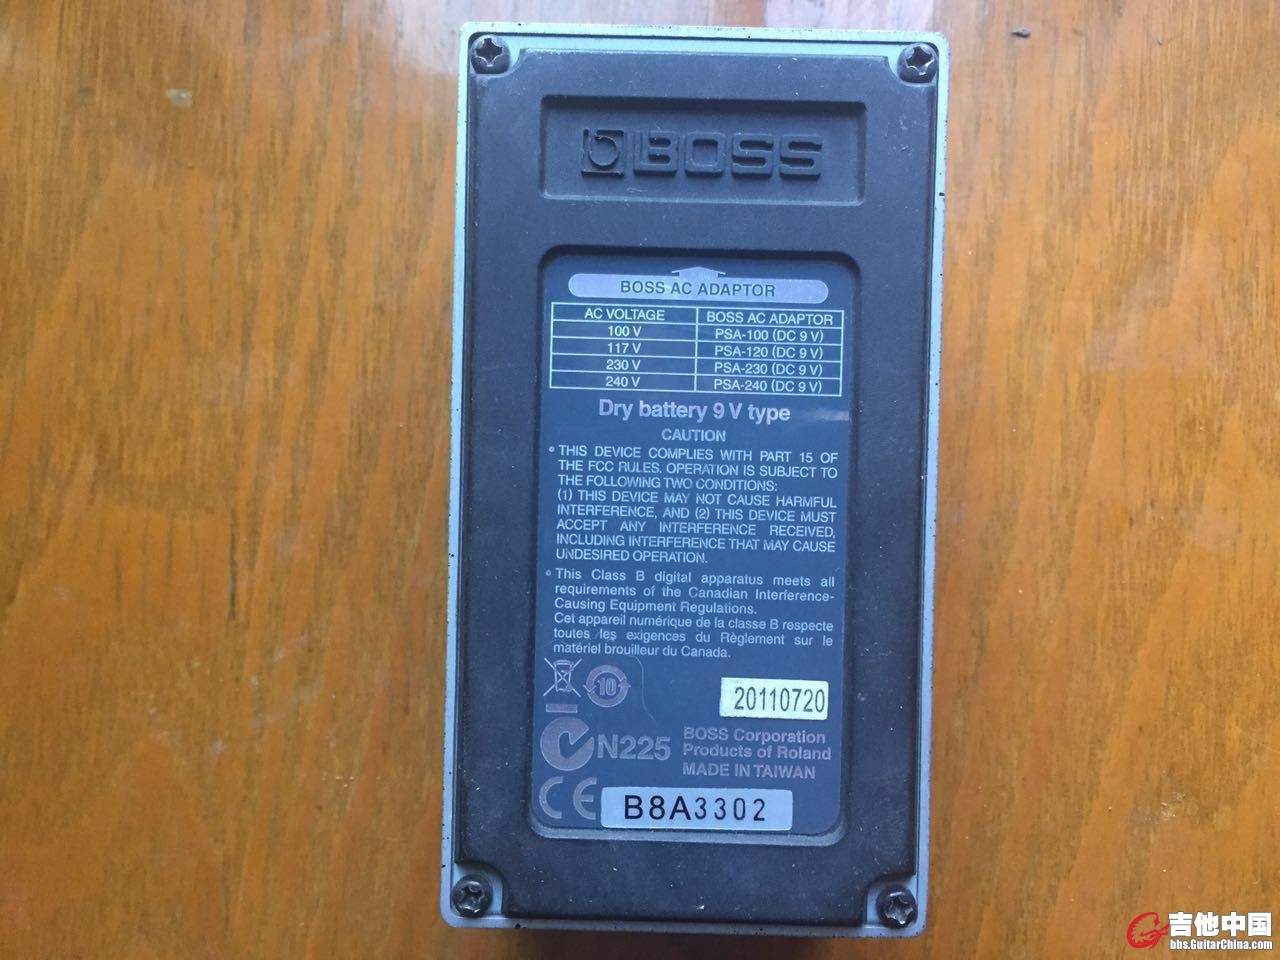 BOSS
BOSS AC ADAPTOR
AC VOLTAGE BOSS AC ADAPTOR
100 V PSA-100 (DC 9 V)
117 V PSA-120 (DC 9 V)
230 V PSA-230 (DC 9 V)
240 V PSA-240 (DC 9 V)
Dry battery 9 V type
CAUTION
THIS DEVICE COMPLIES WITH PART 15 OF
THE FCC RULES. OPERATION IS SUBJECT TO
THE FOLLOWING TWO CONDITIONS:
(1) THIS DEVICE MAY NOT CAUSE HARMFUL
INTERFERENCE, AND (2) THIS DEVICE MUST
ACCEPT ANY INTERFERENCE RECEIVED,
INCLUDING INTERFERENCE THAT MAY CAUSE
UNDESIRED OPERATION.
This Class B digital apparatus meets all
requirements of the Canadian Interference-
Causing Equipment Regulations.
Cet appareil numérique de la classe B respecte
toutes les exigences du Règlement sur le
matériel brouilleur du Canada.
10
20110720
N225
BOSS Corporation
Products of Roland
MADE IN TAIWAN
CE
B8A3302
吉他中国
bbs.GuitarChina.com